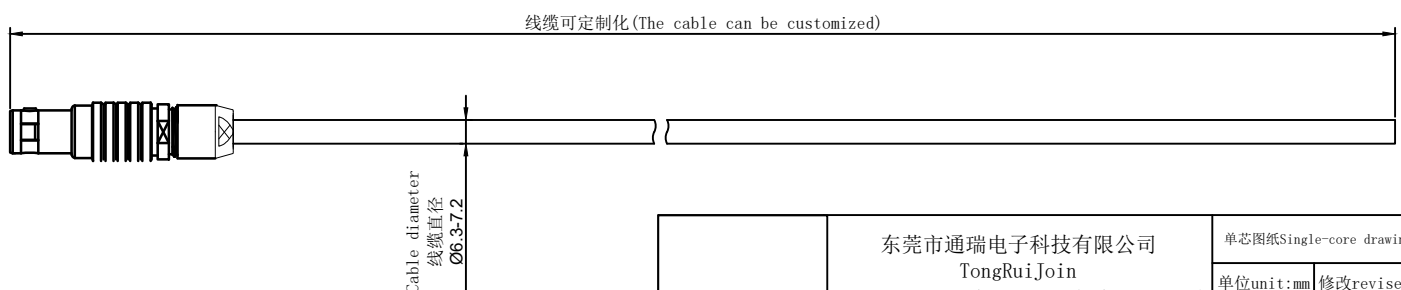 线缆可定制化(The cable can be customized)
Cable diameter
线缆直径
Ø6.3-7.2
东莞市通瑞电子科技有限公司
TongRuiJoin
单芯图纸Single-core drawin
单位unit:mm
修改revise